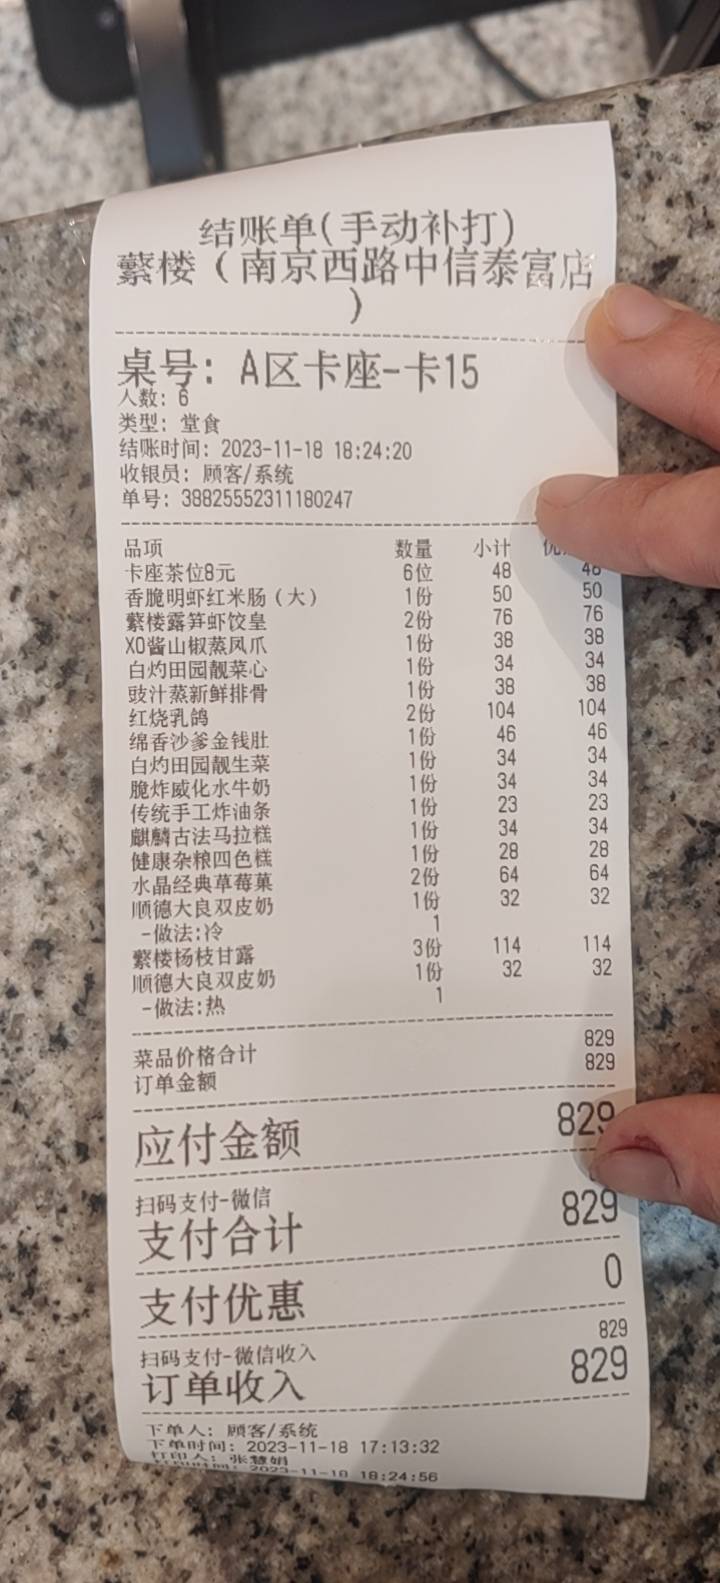 结账单(手动补打)
蘩楼（南京西路中信泰富店
）
桌号: A区卡座-卡15
人数: 6
类型: 堂食
结账时间: 2023-11-18 18:24:20
收银员: 顾客/系统
单号: 38825552311180247
品项 数量 小计
卡座茶位8元 6位 48 48
香脆明虾红米肠（大） 1份 50 50
蘩楼露笋虾饺皇 2份 76 76
XO酱山椒蒸凤爪 1份 38 38
白灼田园靓菜心 1份 34 34
豉汁蒸新鲜排骨 1份 38 38
红烧乳鸽 2份 104 104
绵香沙爹金钱肚 1份 46 46
白灼田园靓生菜 1份 34 34
脆炸威化水牛奶 1份 34 34
传统手工炸油条 1份 23 23
麒麟古法马拉糕 1份 34 34
健康杂粮四色糕 1份 28 28
水晶经典草莓菓 2份 64 64
顺德大良双皮奶 1份 32 32
-做法:冷 1
蘩楼杨枝甘露 3份 114 114
顺德大良双皮奶 1份 32 32
-做法:热 1
菜品价格合计 829
订单金额 829
应付金额 829
扫码支付-微信
支付合计 829
支付优惠 0
扫码支付-微信收入 829
订单收入 829
下单人: 顾客/系统
下单时间: 2023-11-18 17:13:32
打印人: 张慧娟
打印时间: 2023-11-18 18:24:56